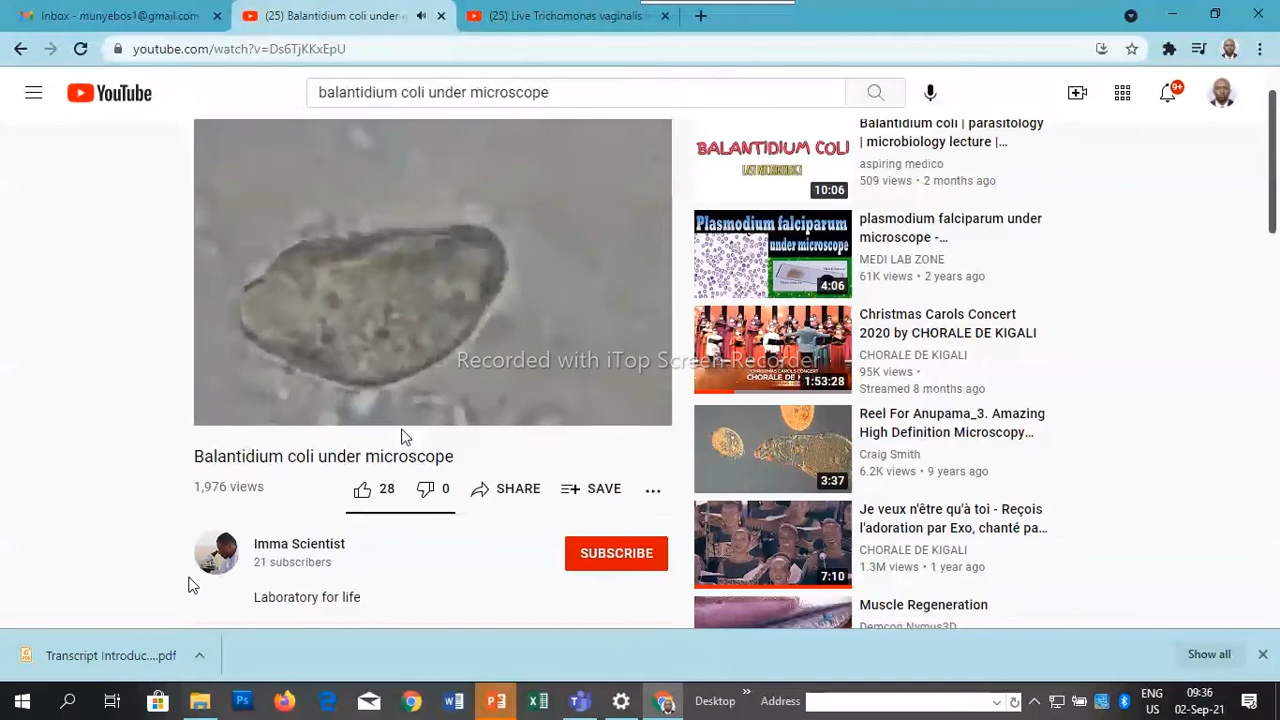 Inbox - munyebos1@gmail.com
(25) Balantidium coli under
(25) Live Trichomonas vaginalis
youtube.com/watch?v=Ds6TjKKxEpU
YouTube
balantidium coli under microscope
9+
Recorded with iTop Screen Recorder
Balantidium coli under microscope
1,976 views
28
0
SHARE
SAVE
Imma Scientist
21 subscribers
SUBSCRIBE
Laboratory for life
BALANTIDIUM COLI
10:06
Balantidium coli | parasitology
| microbiology lecture |...
aspiring medico
509 views • 2 months ago
Plasmodium falciparum
under microscope
4:06
plasmodium falciparum under
microscope -...
MEDI LAB ZONE
61K views • 2 years ago
1:53:28
Christmas Carols Concert
2020 by CHORALE DE KIGALI
CHORALE DE KIGALI
95K views •
Streamed 8 months ago
3:37
Reel For Anupama_3. Amazing
High Definition Microscopy...
Craig Smith
6.2K views • 9 years ago
7:10
Je veux n'être qu'à toi - Reçois
l'adoration par Exo, chanté pa...
CHORALE DE KIGALI
1.3M views • 1 year ago
Muscle Regeneration
Demcon Nymus3D
Transcript Introduc....pdf
Show all
Desktop
Address
ENG
US
09:36
02-Sep-21